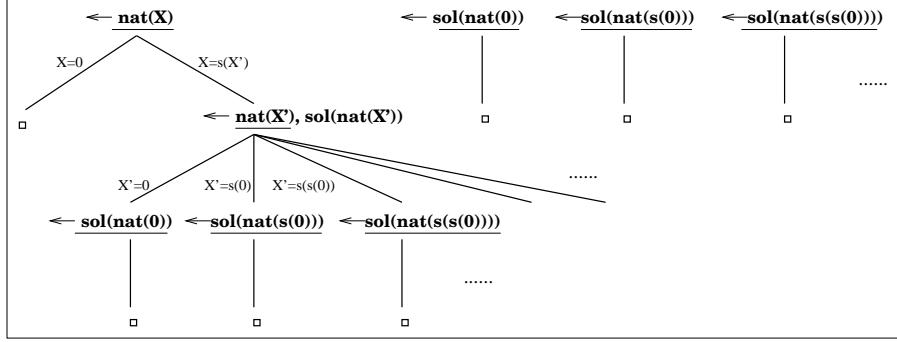 ← nat(X) ← sol(nat(0)) ← sol(nat(s(0))) ← sol(nat(s(s(0))))
X=0 X=s(X')
......
← nat(X'), sol(nat(X'))
......
X'=0 X'=s(0) X'=s(s(0))
← sol(nat(0)) ← sol(nat(s(0))) ← sol(nat(s(s(0))))
......